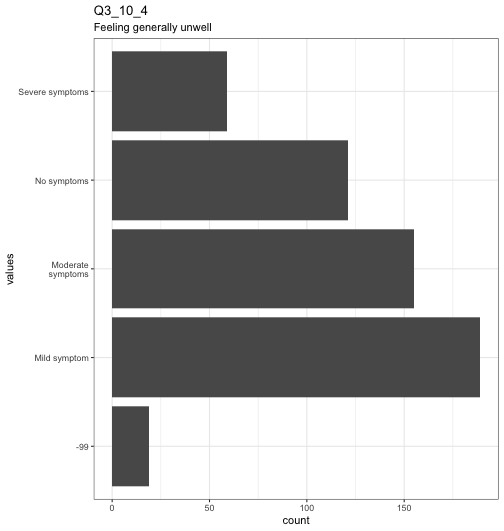 Q3_10_4
Feeling generally unwell
Severe symptoms
No symptoms
Moderate
symptoms
Mild symptom
-99
values
0
50
100
150
count